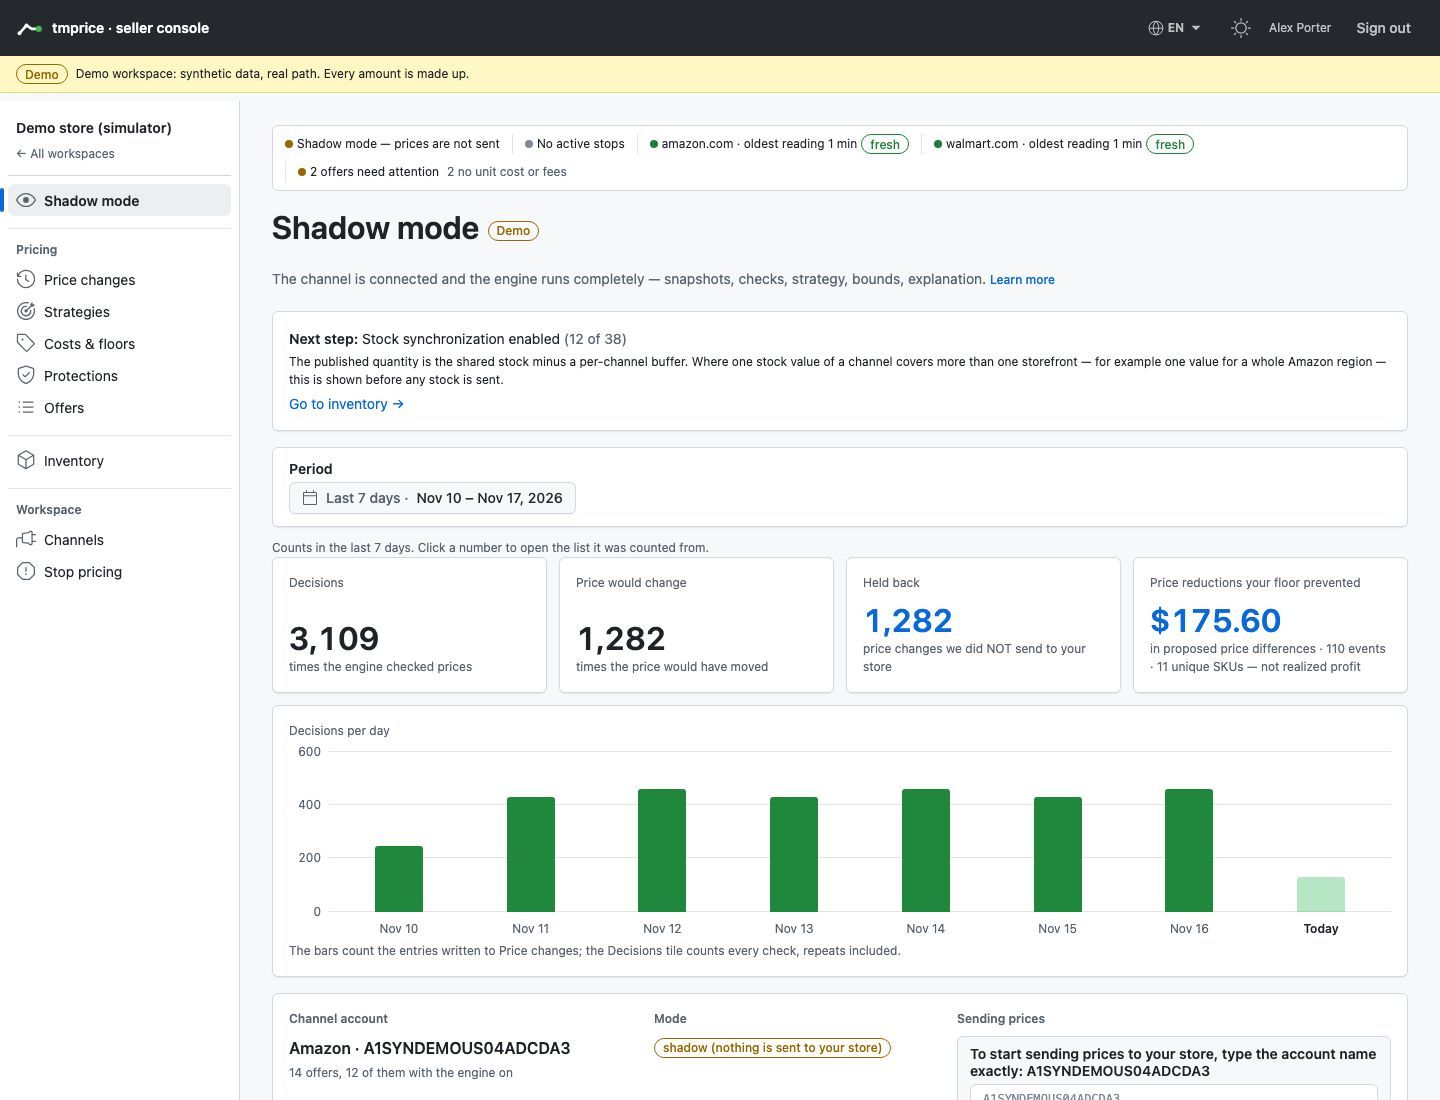 tmprice · seller console
EN
Alex Porter
Sign out
Demo
Demo workspace: synthetic data, real path. Every amount is made up.
Demo store (simulator)
← All workspaces
Shadow mode
Pricing
Price changes
Strategies
Costs & floors
Protections
Offers
Inventory
Workspace
Channels
Stop pricing
Shadow mode — prices are not sent
No active stops
amazon.com · oldest reading 1 min fresh
walmart.com · oldest reading 1 min fresh
2 offers need attention 2 no unit cost or fees
Shadow mode Demo
The channel is connected and the engine runs completely — snapshots, checks, strategy, bounds, explanation. Learn more
Next step: Stock synchronization enabled (12 of 38)
The published quantity is the shared stock minus a per-channel buffer. Where one stock value of a channel covers more than one storefront — for example one value for a whole Amazon region —
this is shown before any stock is sent.
Go to inventory →
Period
Last 7 days · Nov 10 – Nov 17, 2026
Counts in the last 7 days. Click a number to open the list it was counted from.
Decisions
3,109
times the engine checked prices
Price would change
1,282
times the price would have moved
Held back
1,282
price changes we did NOT send to your
store
Price reductions your floor prevented
$175.60
in proposed price differences · 110 events
· 11 unique SKUs — not realized profit
Decisions per day
600
400
200
0
Nov 10
Nov 11
Nov 12
Nov 13
Nov 14
Nov 15
Nov 16
Today
The bars count the entries written to Price changes; the Decisions tile counts every check, repeats included.
Channel account
Amazon · A1SYNDEMOUS04ADCDA3
14 offers, 12 of them with the engine on
Mode
shadow (nothing is sent to your store)
Sending prices
To start sending prices to your store, type the account name
exactly: A1SYNDEMOUS04ADCDA3
A1SYNDEMOUS04ADCDA3